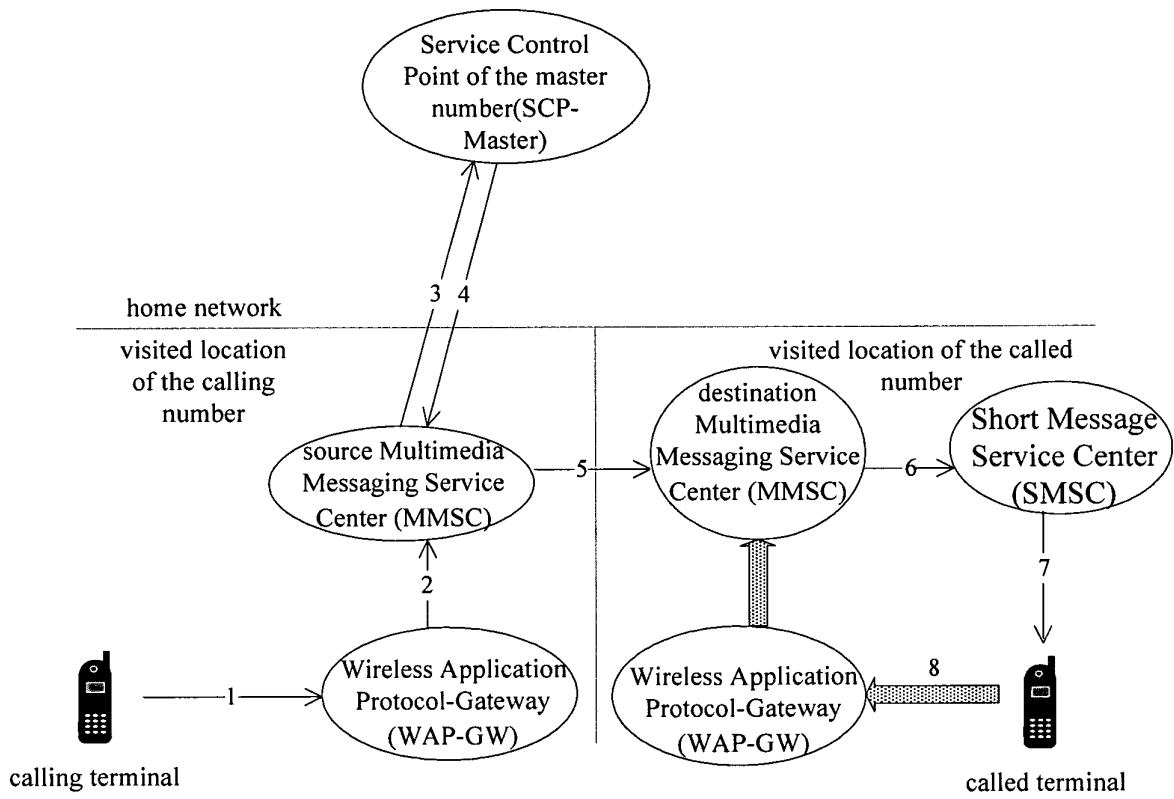 Service Control
Point of the master
number(SCP-
Master)
3
4
home network
visited location
of the calling
number
visited location of the called
number
source Multimedia
Messaging Service
Center (MMSC)
5
destination
Multimedia
Messaging Service
Center (MMSC)
6
Short Message
Service Center
(SMSC)
2
7
1
Wireless Application
Protocol-Gateway
(WAP-GW)
Wireless Application
Protocol-Gateway
(WAP-GW)
8
calling terminal
called terminal